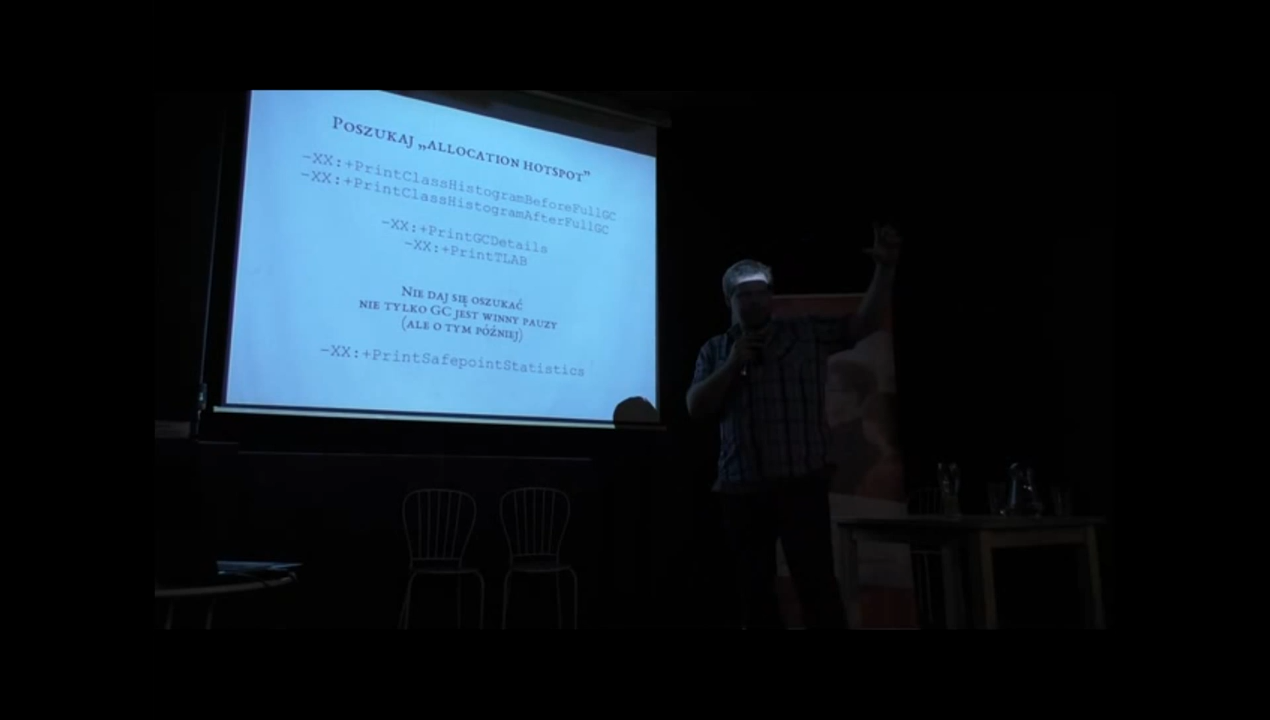 POSZUKAJ „ALLOCATION HOTSPOT”
-XX:+PrintClassHistogramBeforeFullGC
-XX:+PrintClassHistogramAfterFullGC
-XX:+PrintGCDetails
-XX:+PrintTLAB
NIE DAJ SIĘ OSZUKAĆ
NIE TYLKO GC JEST WINNY PAUZY
(ALE O TYM PÓŹNIEJ)
-XX:+PrintSafepointStatistics